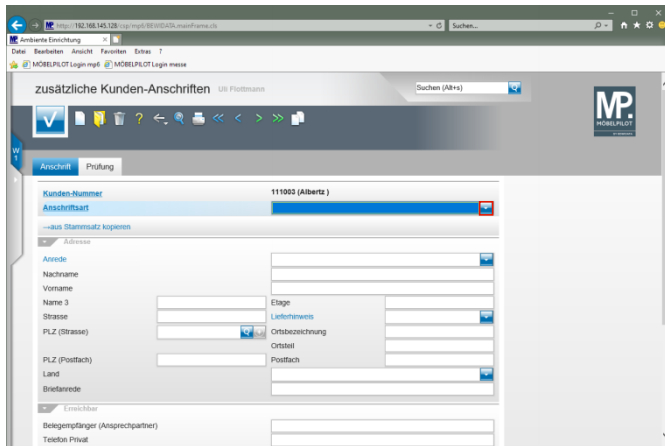 http://192.168.145.128/csp/mp6/BEWIDATA.mainFrame.cls
Suchen...
Ambiente Einrichtung
Datei Bearbeiten Ansicht Favoriten Extras ?
MÖBELPILOT Login mp6 MÖBELPILOT Login messe
zusätzliche Kunden-Anschriften Uli Flottmann
Suchen (Alt+s)
MP.
MÖBELPILOT
W
1
Anschrift Prüfung
Kunden-Nummer 111003 (Albertz )
Anschriftsart
→aus Stammsatz kopieren
Adresse
Anrede
Nachname
Vorname
Name 3 Etage
Strasse Lieferhinweis
PLZ (Strasse) Ortsbezeichnung
Ortsteil
PLZ (Postfach) Postfach
Land
Briefanrede
Erreichbar
Belegempfänger (Ansprechpartner)
Telefon Privat